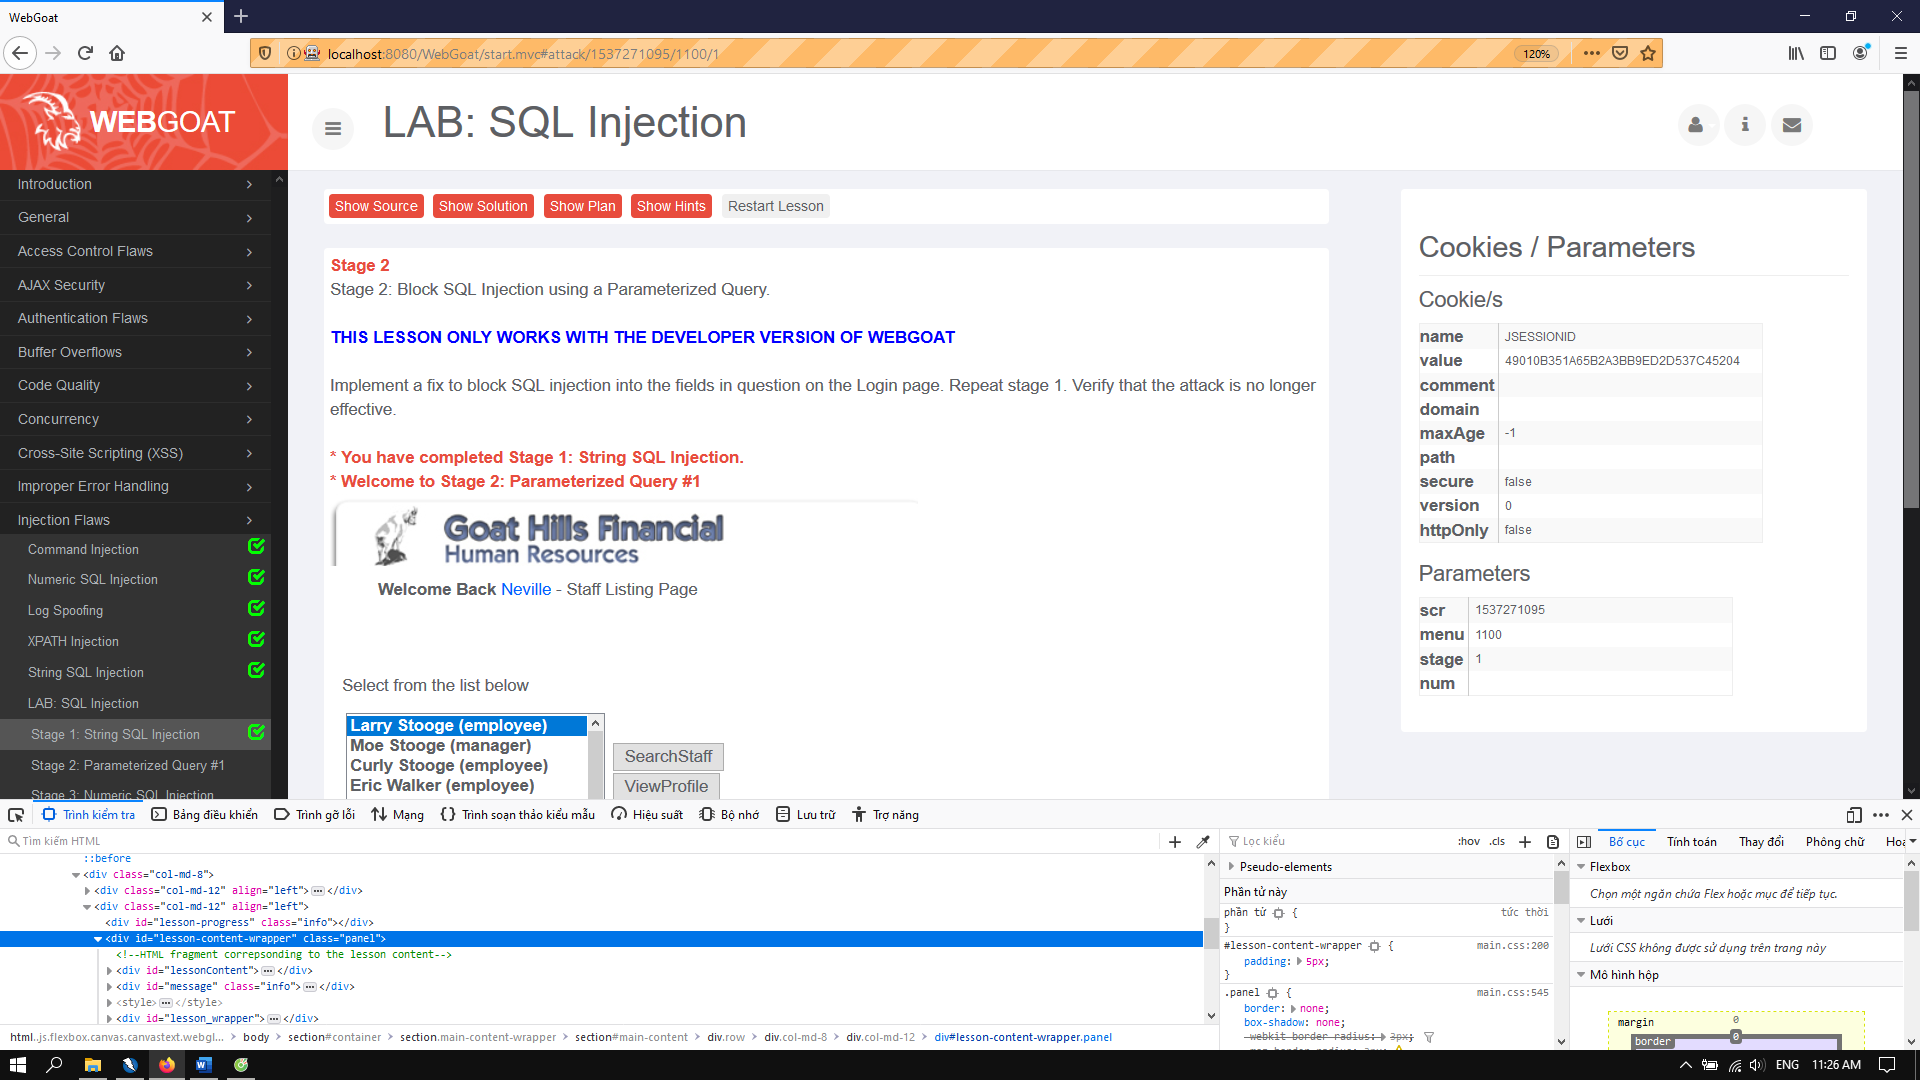 WebGoat
localhost:8080/WebGoat/start.mvc#attack/1537271095/1100/1
120%
WEBGOAT
LAB: SQL Injection
Introduction
General
Access Control Flaws
AJAX Security
Authentication Flaws
Buffer Overflows
Code Quality
Concurrency
Cross-Site Scripting (XSS)
Improper Error Handling
Injection Flaws
Command Injection
Numeric SQL Injection
Log Spoofing
XPATH Injection
String SQL Injection
LAB: SQL Injection
Stage 1: String SQL Injection
Stage 2: Parameterized Query #1
Stage 3: Numeric SQL Injection
Show Source
Show Solution
Show Plan
Show Hints
Restart Lesson
Stage 2
Stage 2: Block SQL Injection using a Parameterized Query.
THIS LESSON ONLY WORKS WITH THE DEVELOPER VERSION OF WEBGOAT
Implement a fix to block SQL injection into the fields in question on the Login page. Repeat stage 1. Verify that the attack is no longer
effective.
* You have completed Stage 1: String SQL Injection.
* Welcome to Stage 2: Parameterized Query #1
Goat Hills Financial
Human Resources
Welcome Back Neville - Staff Listing Page
Select from the list below
Larry Stooge (employee)
Moe Stooge (manager)
Curly Stooge (employee)
Eric Walker (employee)
SearchStaff
ViewProfile
Cookies / Parameters
Cookie/s
name JSESSIONID
value 49010B351A65B2A3BB9ED2D537C45204
comment
domain
maxAge -1
path
secure false
version 0
httpOnly false
Parameters
scr 1537271095
menu 1100
stage 1
num
Trình kiểm tra
Bảng điều khiển
Trình gỡ lỗi
Mạng
Trình soạn thảo kiểu mẫu
Hiệu suất
Bộ nhớ
Lưu trữ
Trợ năng
Tìm kiếm HTML
::before
<div class="col-md-8">
<div class="col-md-12" align="left">⋯</div>
<div class="col-md-12" align="left">
<div id="lesson-progress" class="info"></div>
<div id="lesson-content-wrapper" class="panel">
<!--HTML fragment correpsonding to the lesson content-->
<div id="lessonContent">⋯</div>
<div id="message" class="info">⋯</div>
<style>⋯</style>
<div id="lesson_wrapper">⋯</div>
html.js.flexbox.canvas.canvastext.webgl... > body > section#container > section.main-content-wrapper > section#main-content > div.row > div.col-md-8 > div.col-md-12 > div#lesson-content-wrapper.panel
Lọc kiểu
:hov
.cls
Pseudo-elements
Phần tử này
phần tử {
tức thời
}
#lesson-content-wrapper {
main.css:200
padding: 5px;
}
.panel {
main.css:545
border: none;
box-shadow: none;
-webkit-border-radius: 3px;
-moz-border-radius: 3px;
Bố cục
Tính toán
Thay đổi
Phông chữ
Hoạ
Flexbox
Chọn một ngăn chứa Flex hoặc mục để tiếp tục.
Lưới
Lưới CSS không được sử dụng trên trang này
Mô hình hộp
margin
0
border
0
ENG
11:26 AM